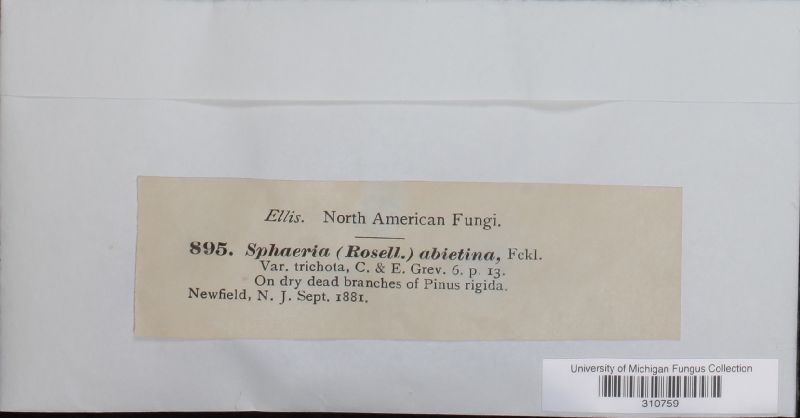 Ellis. North American Fungi.
895. Sphaeria (Rosell.) abietina, Fckl.
Var. trichota, C. & E. Grev. 6. p. 13.
On dry dead branches of Pinus rigida.
Newfield, N. J. Sept. 1881.
University of Michigan Fungus Collection
310759